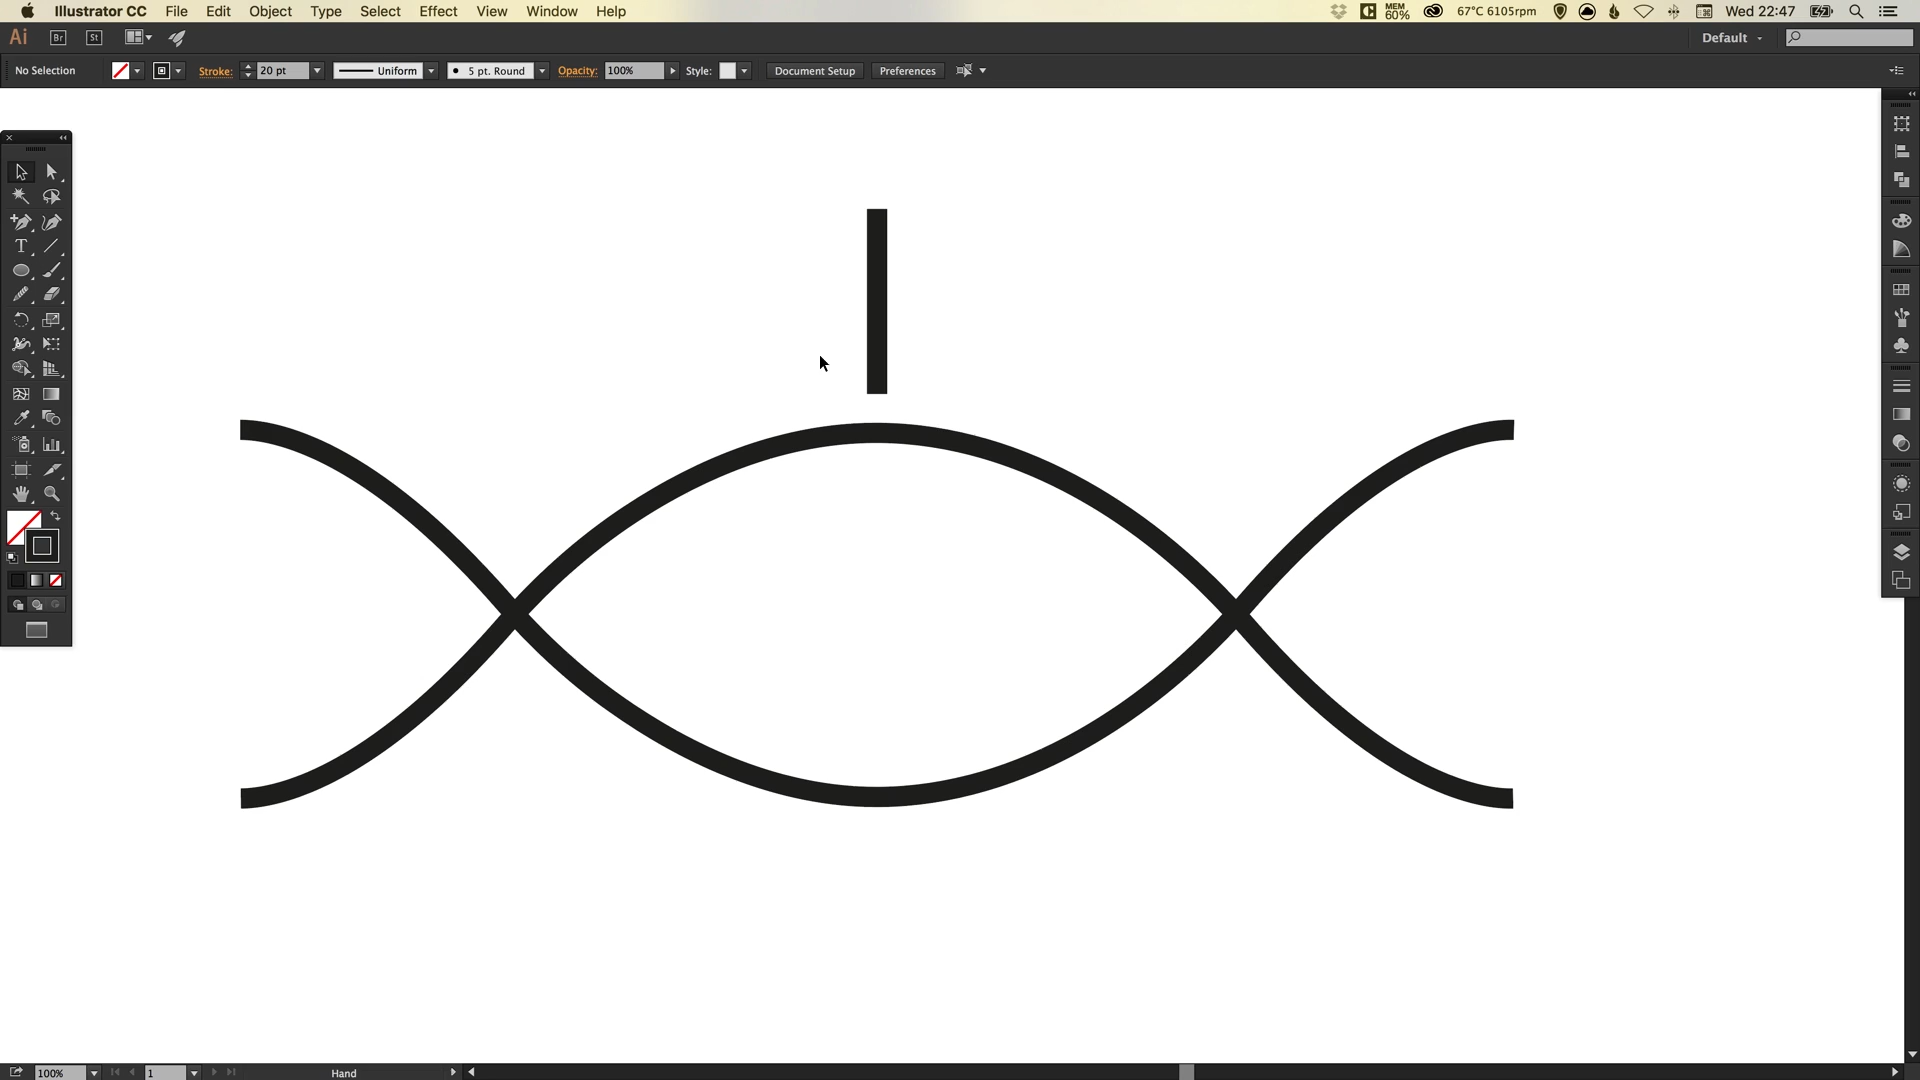 Illustrator CC File Edit Object Type Select Effect View Window Help MEM 60% 67°C 6105rpm Wed 22:47
Ai Br St Default
No Selection Stroke: 20 pt Uniform 5 pt. Round Opacity: 100% Style: Document Setup Preferences
T
100% 1 Hand